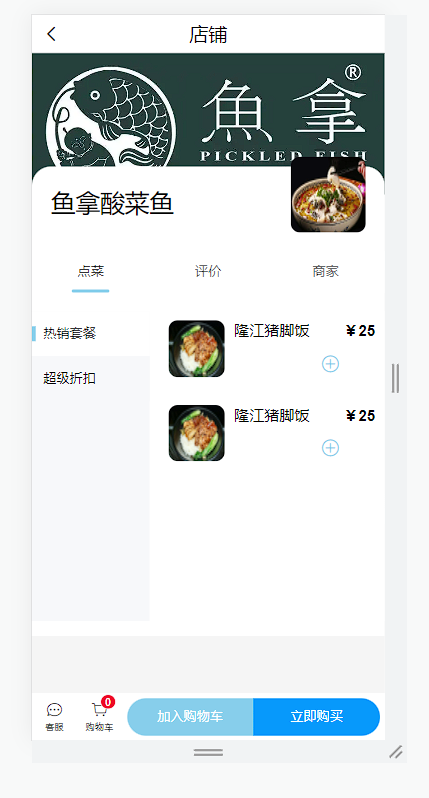 店铺
魚拿®
PICKLED FISH
鱼拿酸菜鱼
点菜 评价 商家
热销套餐
超级折扣
隆江猪脚饭 ￥25
隆江猪脚饭 ￥25
0
客服 购物车 加入购物车 立即购买